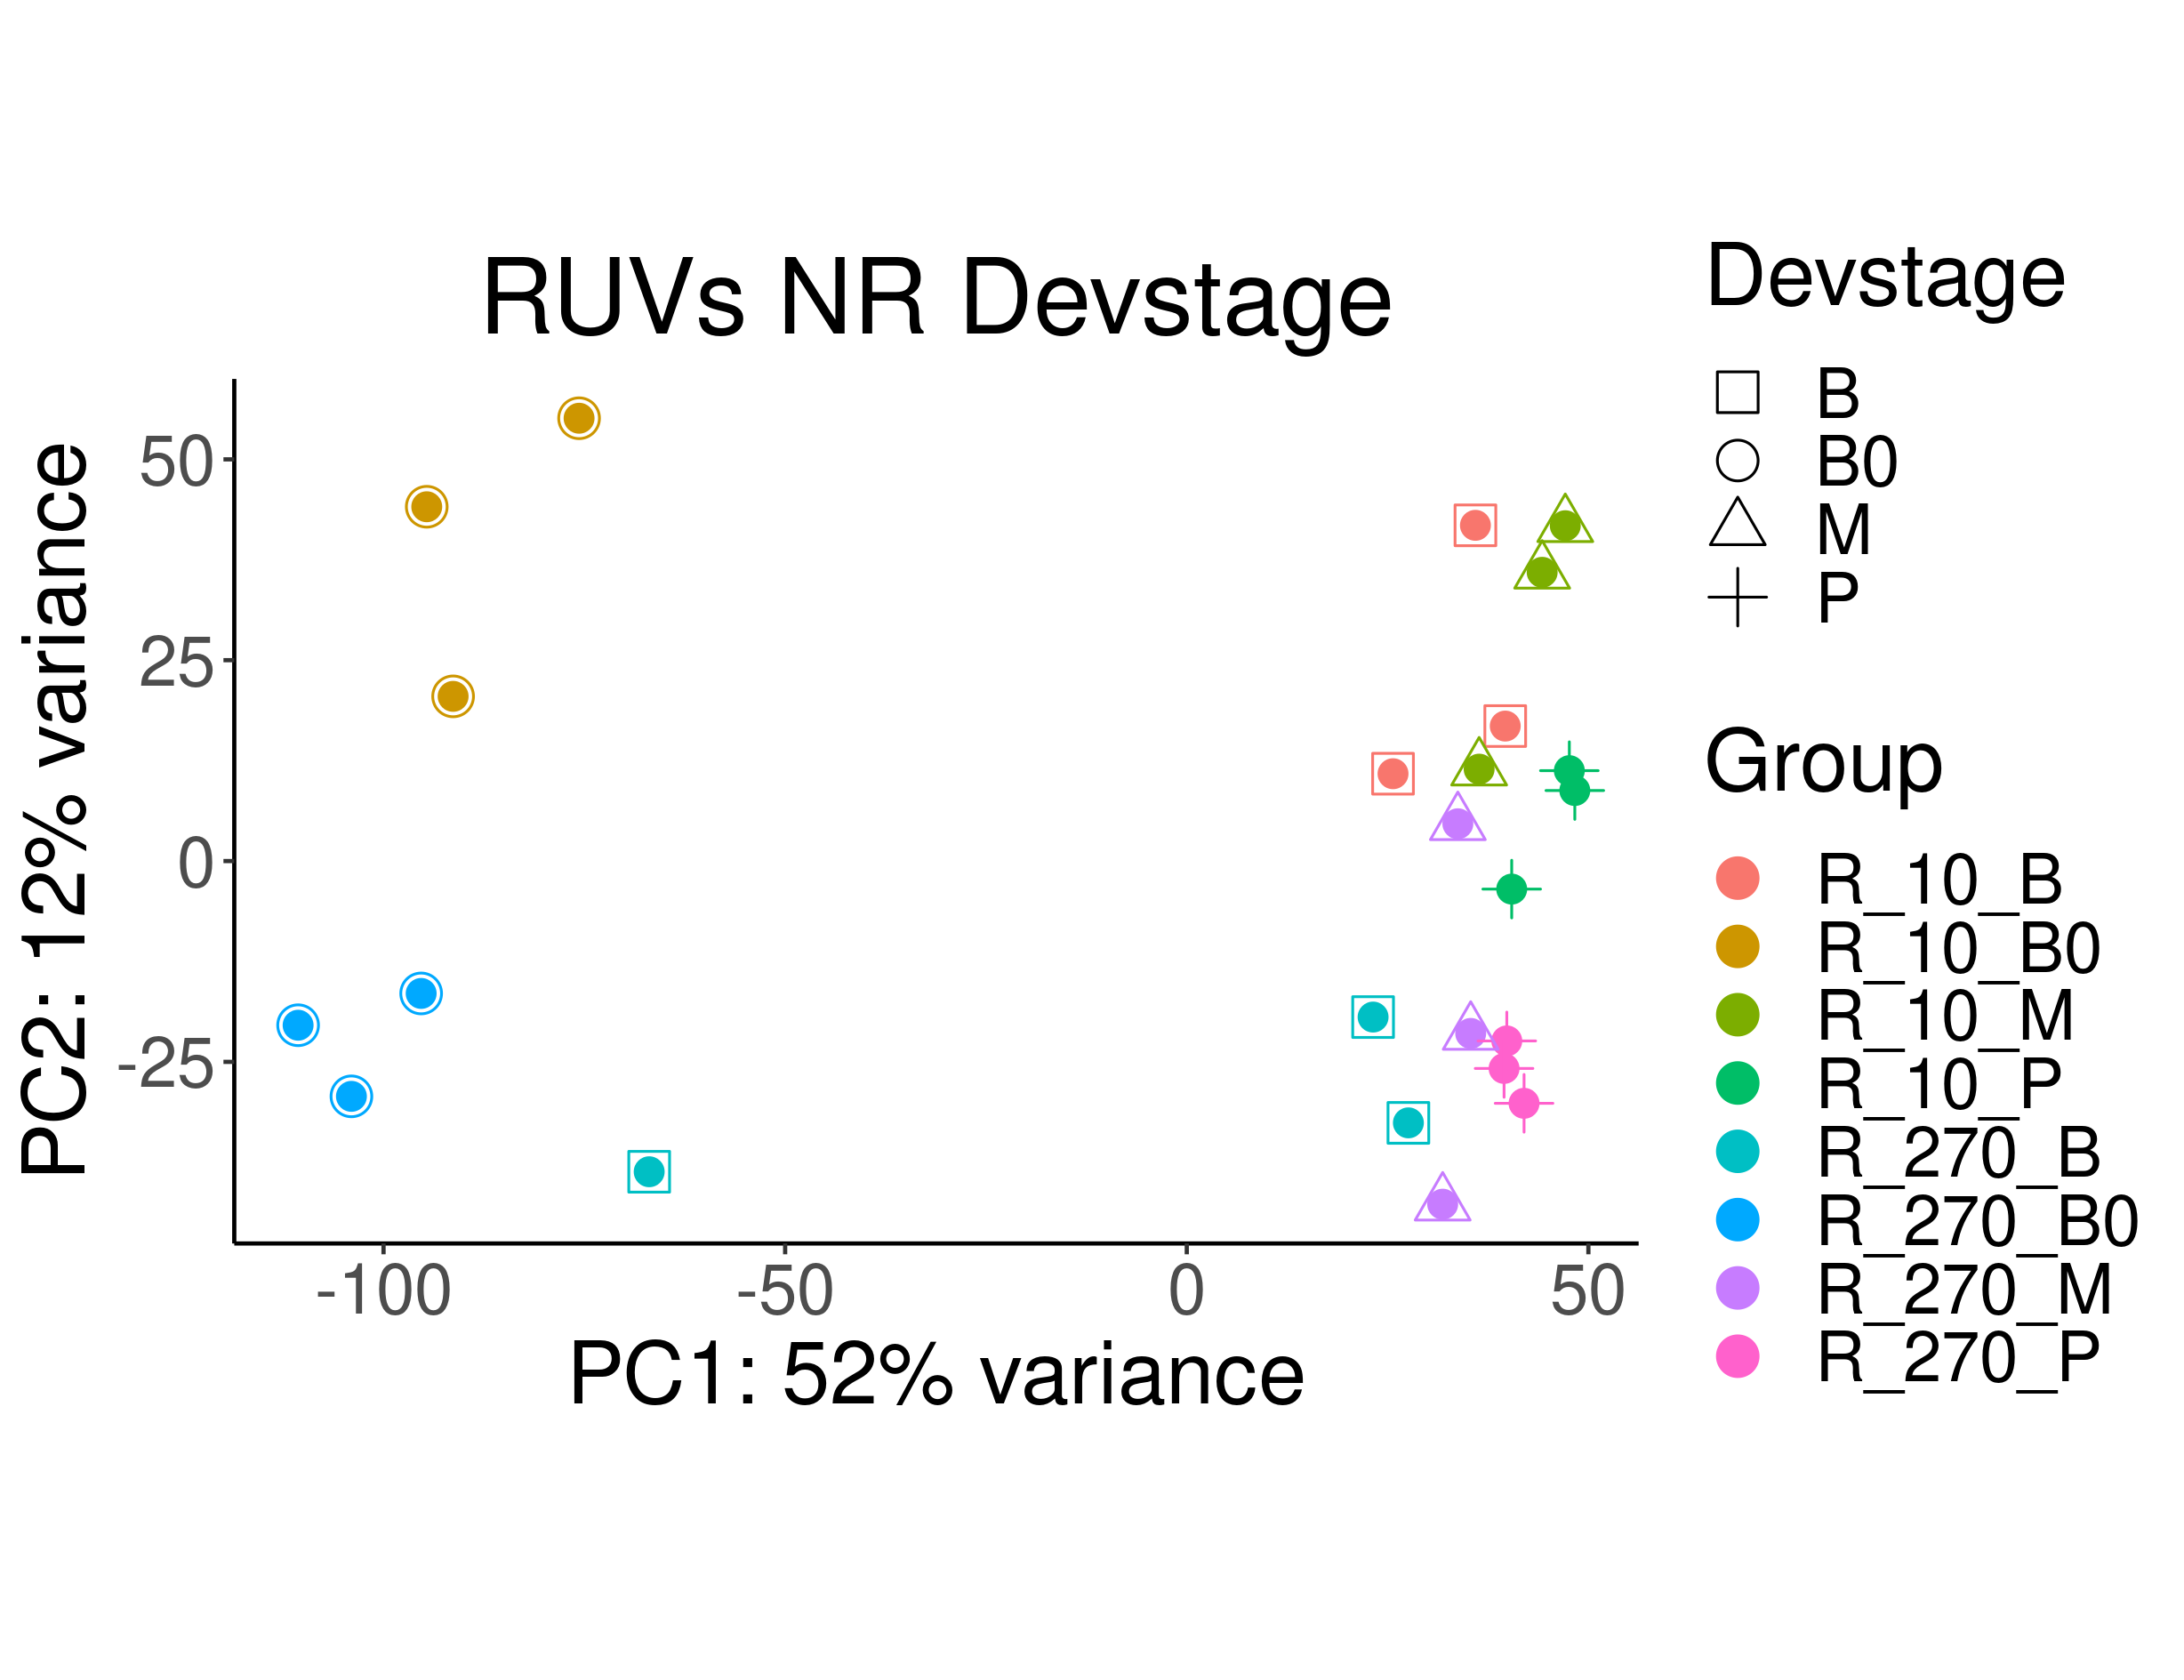 RUVs NR Devstage
PC2: 12% variance
50
25
0
-25
-100
-50
0
50
PC1: 52% variance
Devstage
B
B0
M
P
Group
R_10_B
R_10_B0
R_10_M
R_10_P
R_270_B
R_270_B0
R_270_M
R_270_P